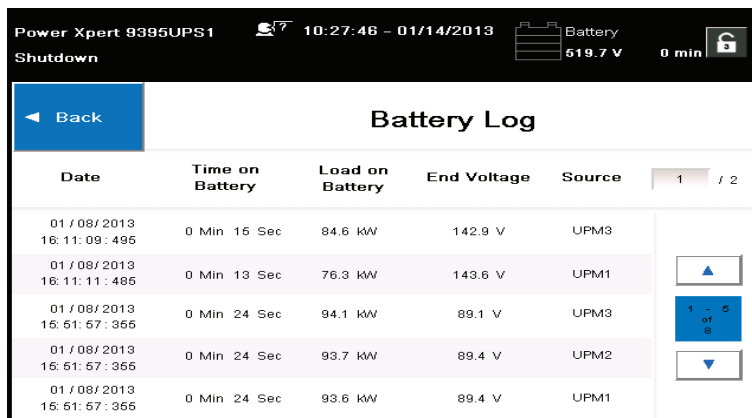 Power Xpert 9395UPS1
? 10:27:46 - 01/14/2013
Battery
Shutdown
519.7 V
0 min
3
◄ Back
Battery Log
Date
Time on
Battery
Load on
Battery
End Voltage
Source
1 / 2
01/08/2013
16:11:09:495
0 Min 15 Sec
84.6 kW
142.9 V
UPM3
01/08/2013
16:11:11:485
0 Min 13 Sec
76.3 kW
143.6 V
UPM1
▲
01/08/2013
15:51:57:355
0 Min 24 Sec
94.1 kW
89.1 V
UPM3
1 - 5
of
8
01/08/2013
15:51:57:355
0 Min 24 Sec
93.7 kW
89.4 V
UPM2
▼
01/08/2013
15:51:57:355
0 Min 24 Sec
93.6 kW
89.4 V
UPM1